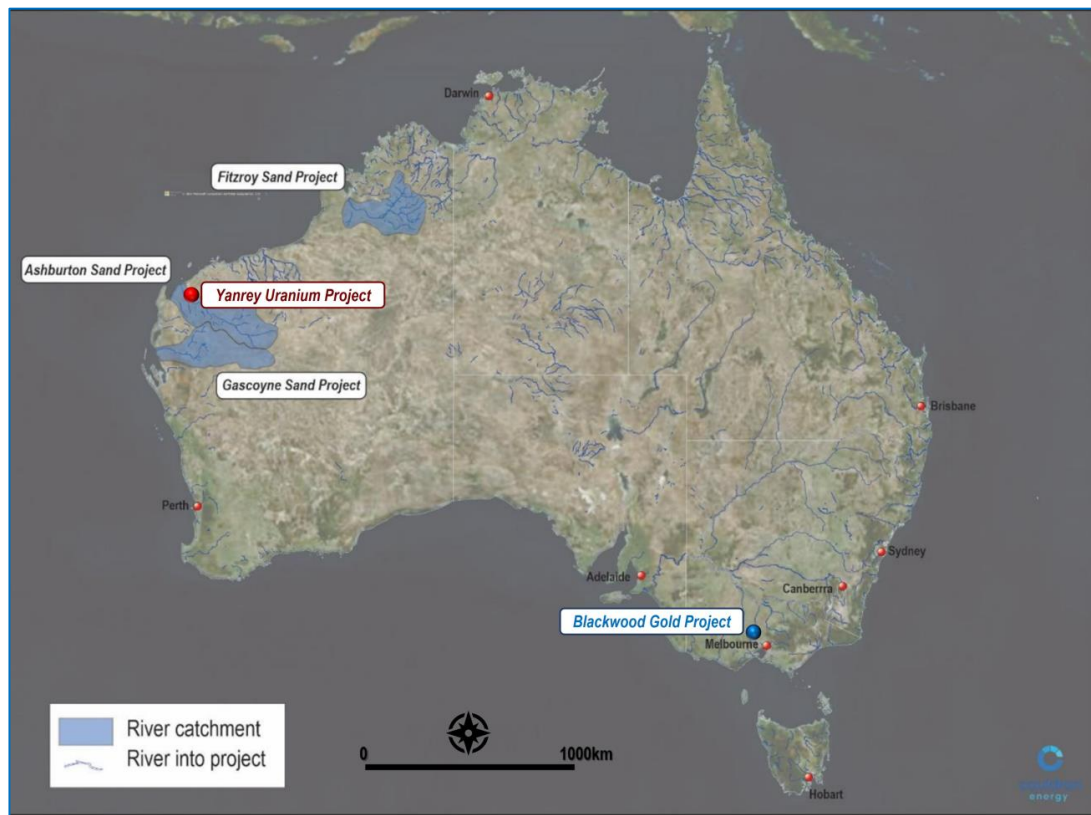 Darwin
Fitzroy Sand Project
Ashburton Sand Project
Yanrey Uranium Project
Gascoyne Sand Project
Brisbane
Perth
Sydney
Adelaide
Canberrra
Blackwood Gold Project
Melbourne
River catchment
River into project
0 1000km
Hobart
energy